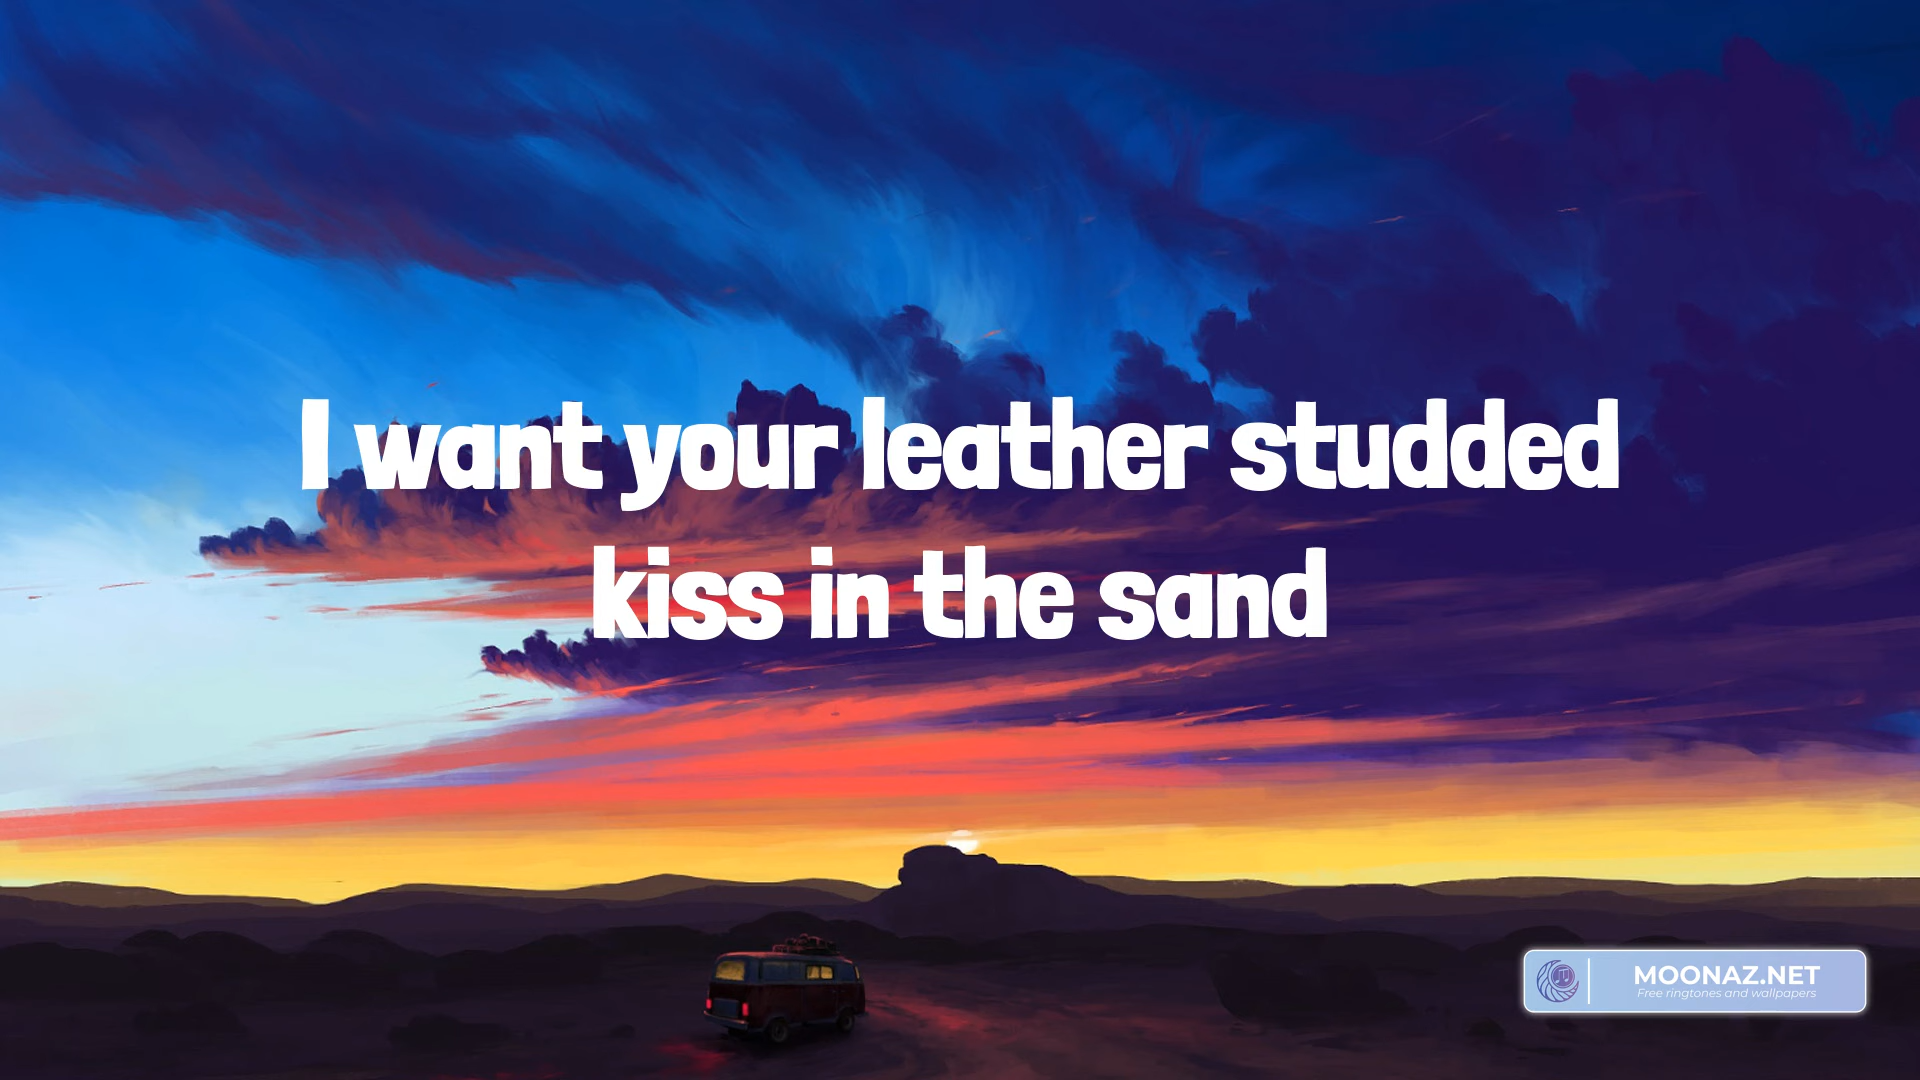 I want your leather studded
kiss in the sand
MOONAZ.NET
Free ringtones and wallpapers